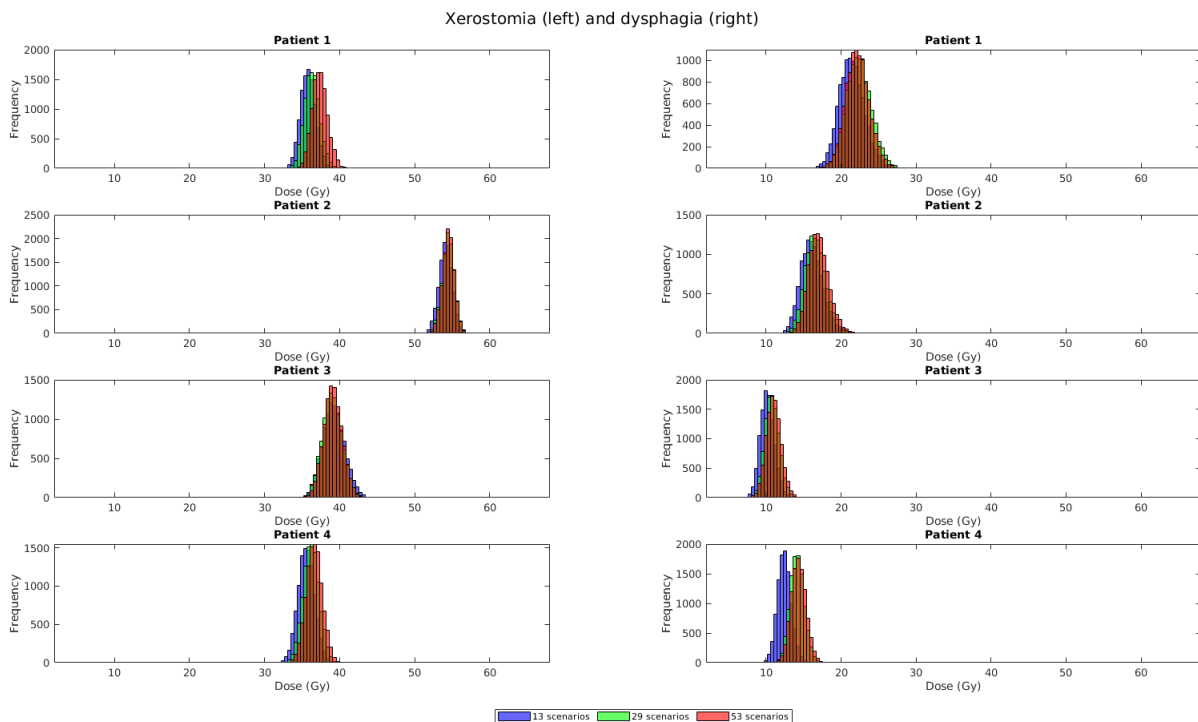 Xerostomia (left) and dysphagia (right)
Patient 1
2000
1500
1000
500
0
Frequency
10 20 30 40 50 60
Dose (Gy)
Patient 1
1000
800
600
400
200
0
Frequency
10 20 30 40 50 60
Dose (Gy)
Patient 2
2500
2000
1500
1000
500
0
Frequency
10 20 30 40 50 60
Dose (Gy)
Patient 2
1500
1000
500
0
Frequency
10 20 30 40 50 60
Dose (Gy)
Patient 3
1500
1000
500
0
Frequency
10 20 30 40 50 60
Dose (Gy)
Patient 3
2000
1500
1000
500
0
Frequency
10 20 30 40 50 60
Dose (Gy)
Patient 4
1500
1000
500
0
Frequency
10 20 30 40 50 60
Dose (Gy)
Patient 4
2000
1500
1000
500
0
Frequency
10 20 30 40 50 60
Dose (Gy)
13 scenarios 29 scenarios 53 scenarios